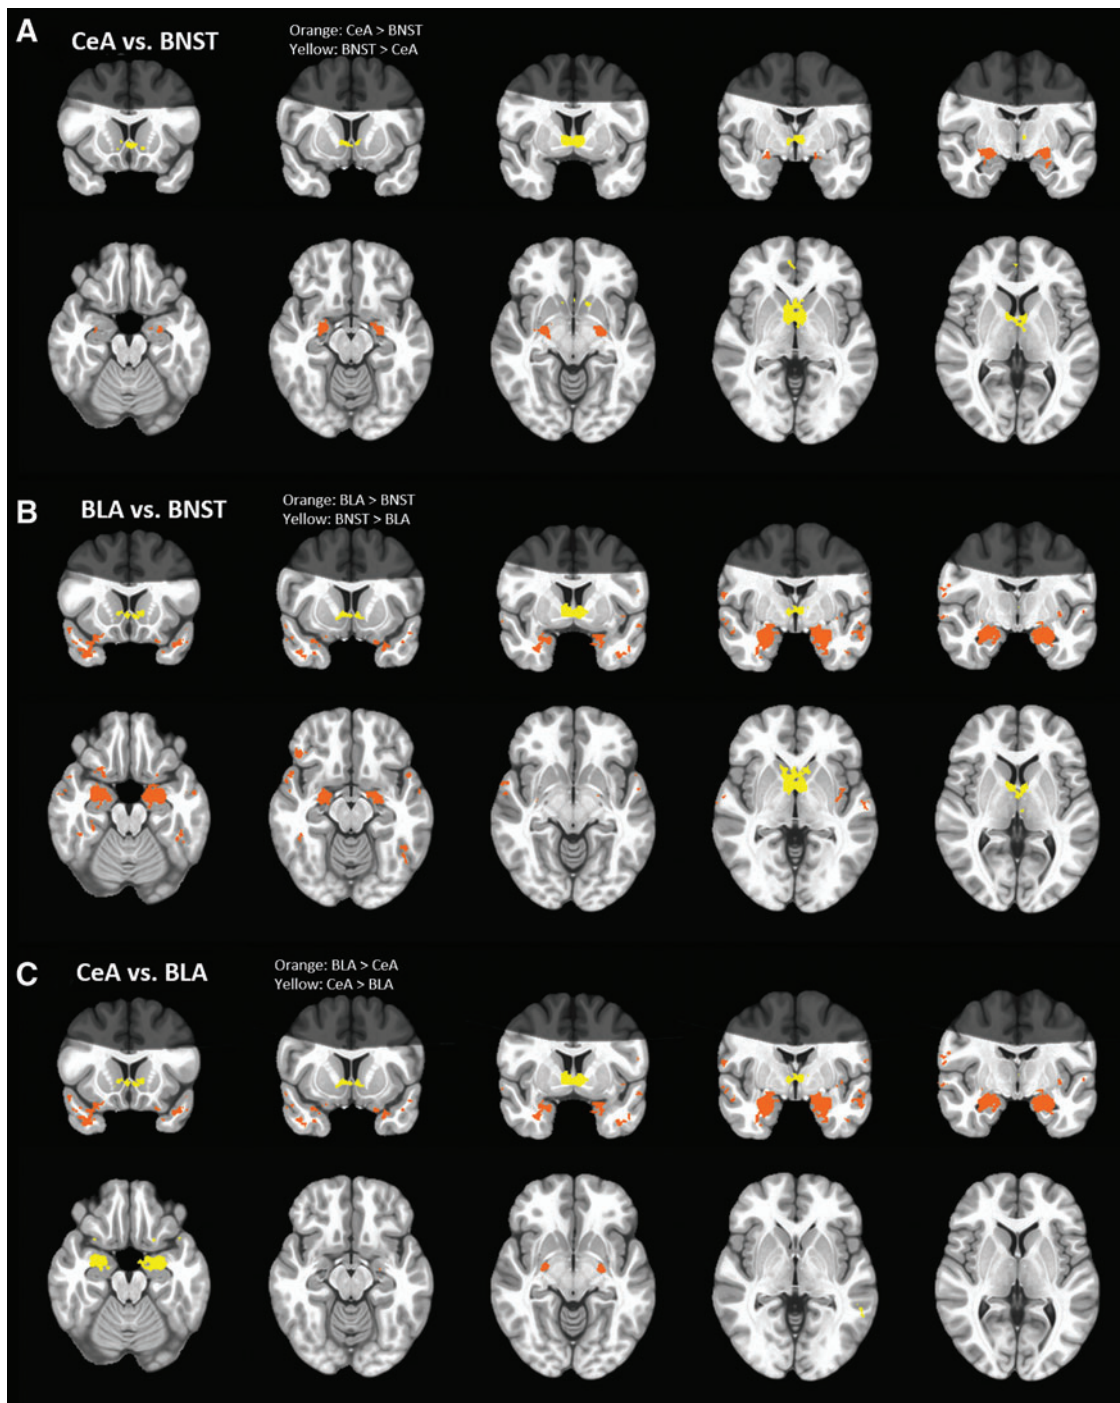 A
CeA vs. BNST
Orange: CeA > BNST
Yellow: BNST > CeA
B
BLA vs. BNST
Orange: BLA > BNST
Yellow: BNST > BLA
C
CeA vs. BLA
Orange: BLA > CeA
Yellow: CeA > BLA